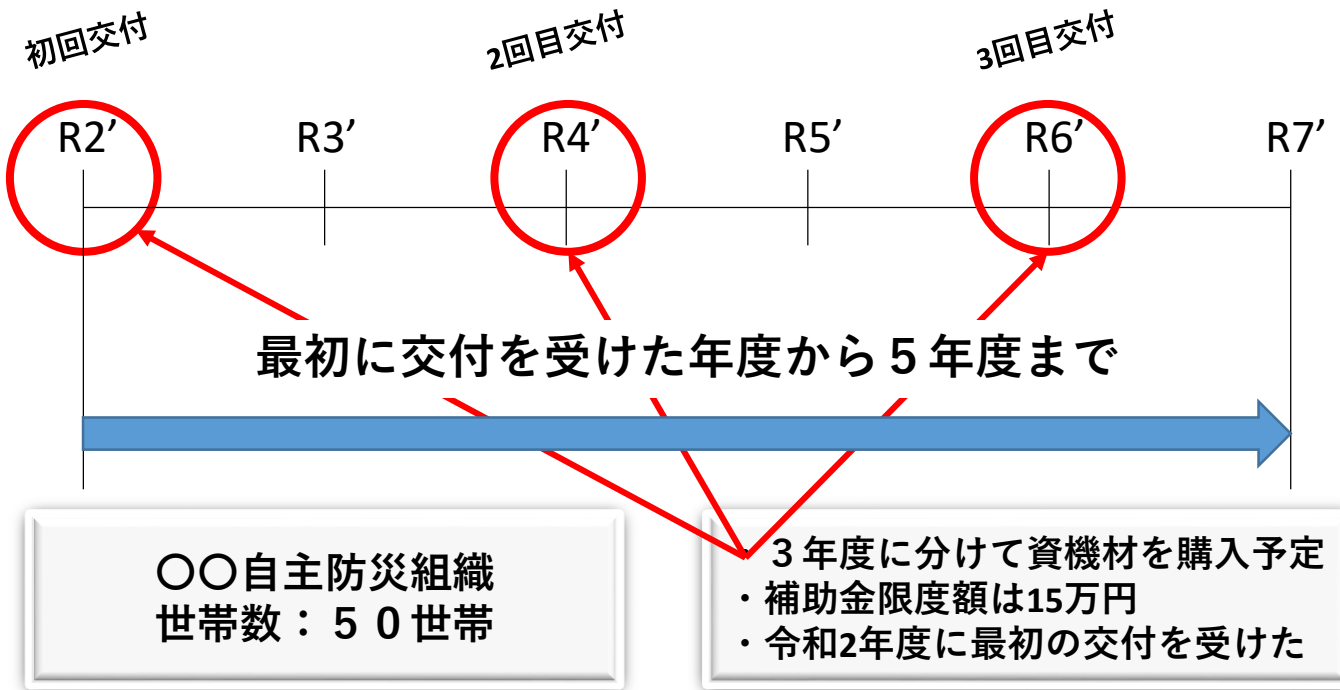 初回交付
2回目交付
3回目交付
R2’
R3’
R4’
R5’
R6’
R7’
最初に交付を受けた年度から５年度まで
〇〇自主防災組織
世帯数：５０世帯
・３年度に分けて資機材を購入予定
・補助金限度額は15万円
・令和2年度に最初の交付を受けた